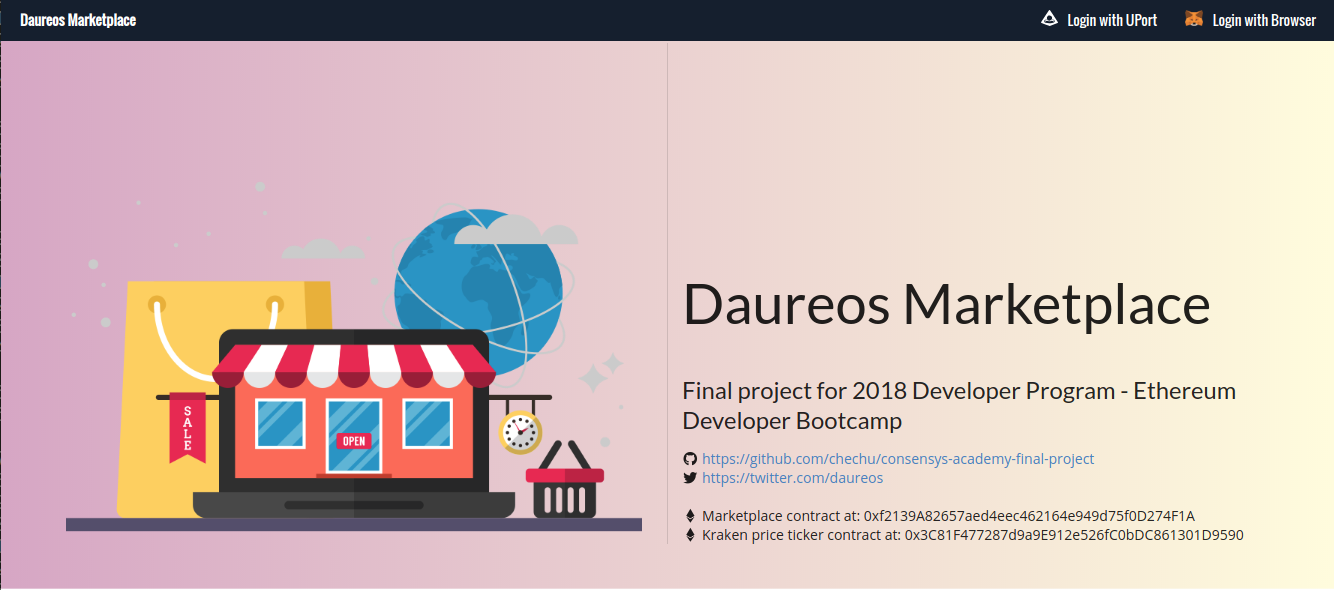 Daureos Marketplace
Login with UPort
Login with Browser
SALE
OPEN
Daureos Marketplace
Final project for 2018 Developer Program - Ethereum
Developer Bootcamp
https://github.com/chechu/consensys-academy-final-project
https://twitter.com/daureos
Marketplace contract at: 0xf2139A82657aed4eec462164e949d75f0D274F1A
Kraken price ticker contract at: 0x3C81F477287d9a9E912e526fC0bDC861301D9590